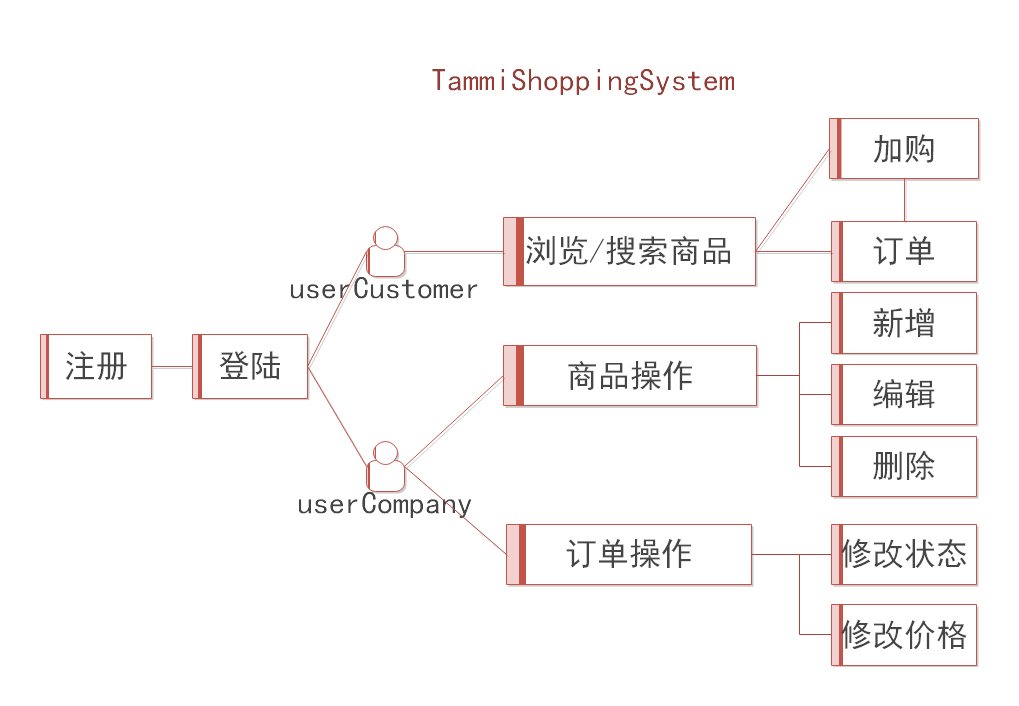 TammiShoppingSystem
加购
浏览/搜索商品
订单
userCustomer
新增
注册
登陆
商品操作
编辑
删除
userCompany
订单操作
修改状态
修改价格